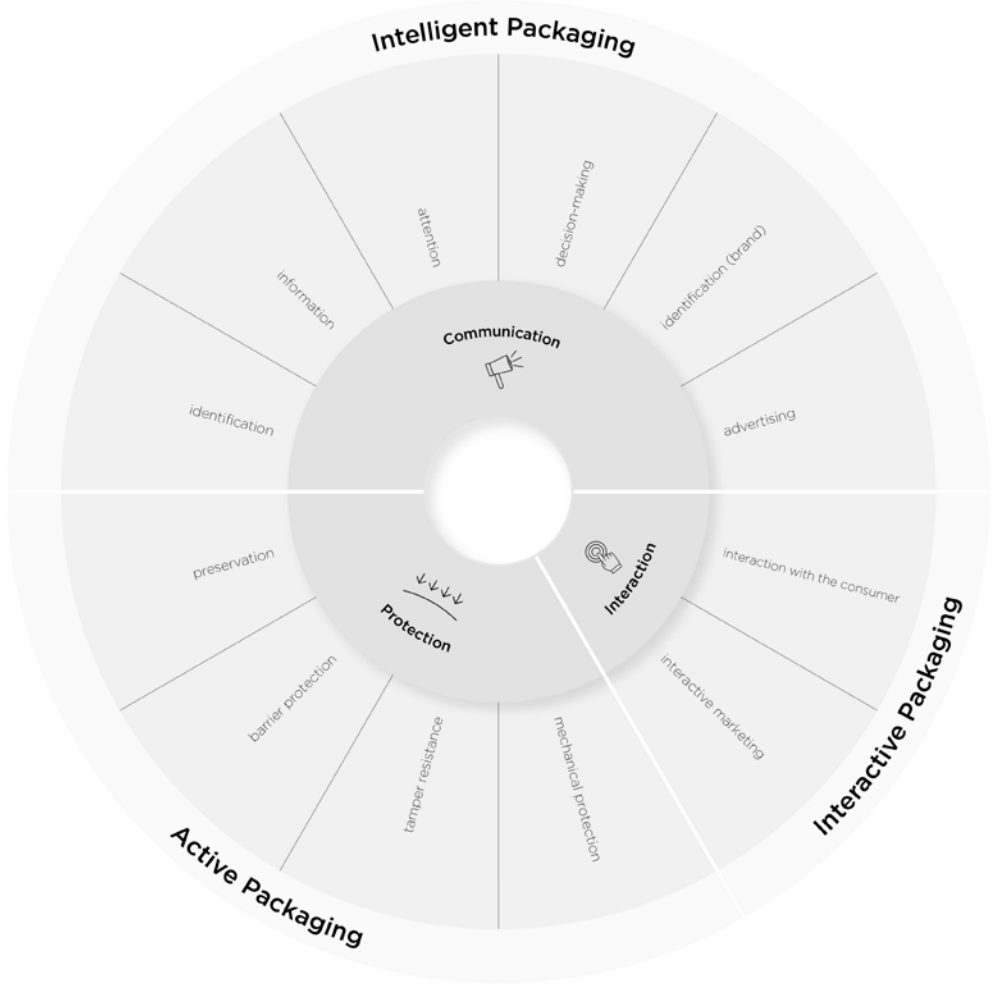 Intelligent Packaging
decision-making
attention
identification (brand)
information
Communication
identification
advertising
preservation
interaction with the consumer
Interaction
Protection
barrier protection
interactive marketing
tamper resistance
mechanical protection
Interactive Packaging
Active Packaging